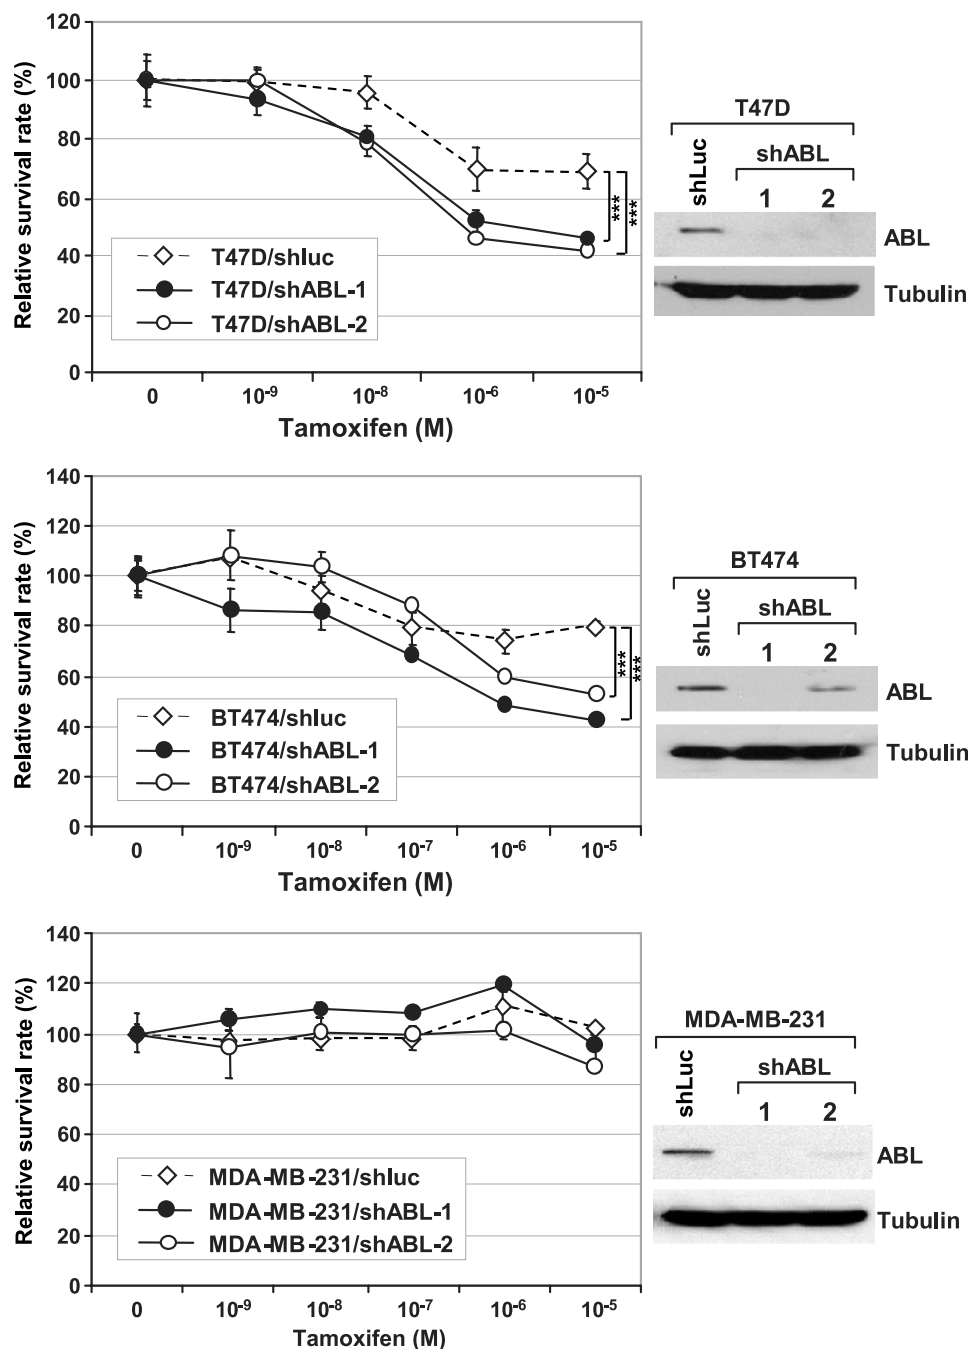 120
100
80
60
40
20
0
Relative survival rate (%)
T47D/shluc
T47D/shABL-1
T47D/shABL-2
***
***
0 10-9 10-8 10-6 10-5
Tamoxifen (M)
T47D
shLuc
shABL
1 2
ABL
Tubulin
140
120
100
80
60
40
20
0
Relative survival rate (%)
BT474/shluc
BT474/shABL-1
BT474/shABL-2
***
***
0 10-9 10-8 10-7 10-6 10-5
Tamoxifen (M)
BT474
shLuc
shABL
1 2
ABL
Tubulin
140
120
100
80
60
40
20
0
Relative survival rate (%)
MDA-MB-231/shluc
MDA-MB-231/shABL-1
MDA-MB-231/shABL-2
0 10-9 10-8 10-7 10-6 10-5
Tamoxifen (M)
MDA-MB-231
shLuc
shABL
1 2
ABL
Tubulin